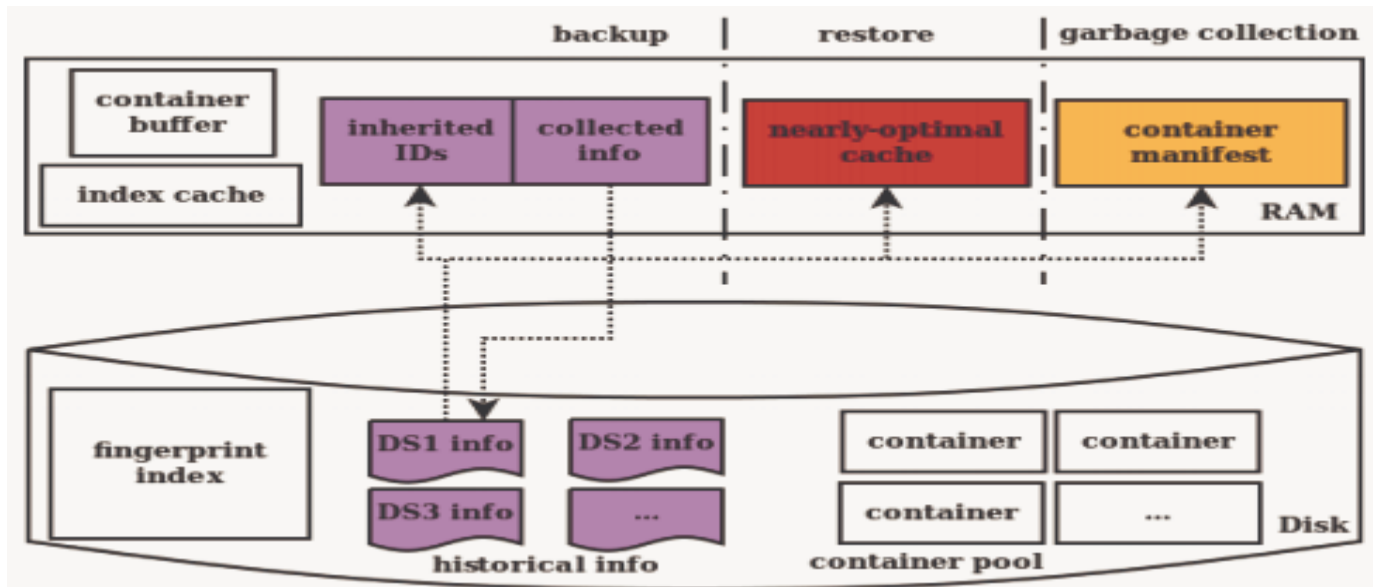 backup
restore
garbage collection
container
buffer
index cache
inherited
IDs
collected
info
nearly-optimal
cache
container
manifest
RAM
fingerprint
index
DS1 info
DS2 info
DS3 info
...
historical info
container
container
container
...
container pool
Disk